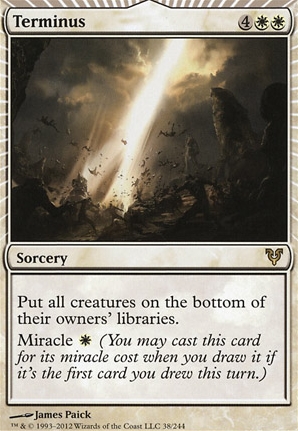 Terminus 4
Sorcery
Put all creatures on the bottom of
their owners' libraries.
Miracle (You may cast this card
for its miracle cost when you draw it if
it's the first card you drew this turn.)
James Paick
™ & © 1993–2012 Wizards of the Coast LLC 38/244